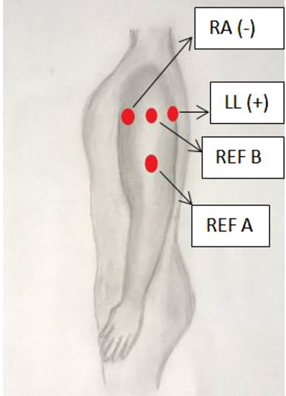 RA (-)
LL (+)
REF B
REF A